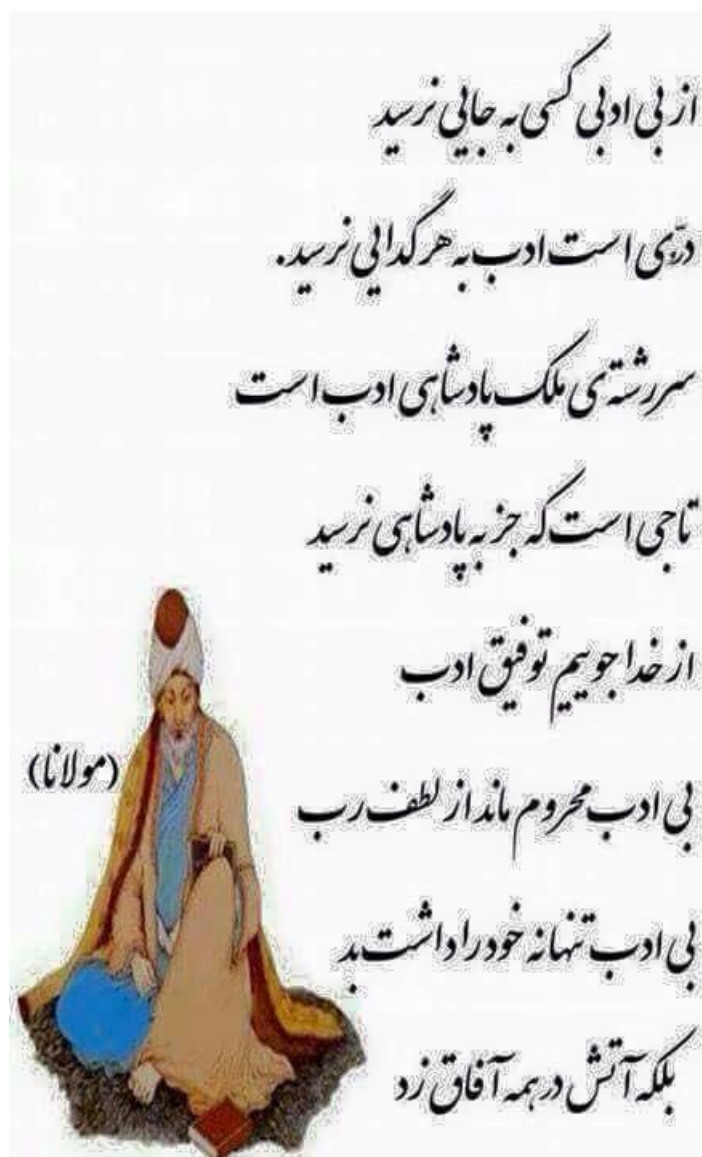 از بی ادبی کسی به جایی نرسید
درّی است ادب به هر گدایی نرسید.
سررشته ی ملک پادشاهی ادب است
تاجی است که جز به پادشاهی نرسید
از خدا جوییم توفیق ادب
(مولانا)
بی ادب محروم ماند از لطف رب
بی ادب تنها نه خود را داشت بد
بلکه آتش در همه آفاق زد